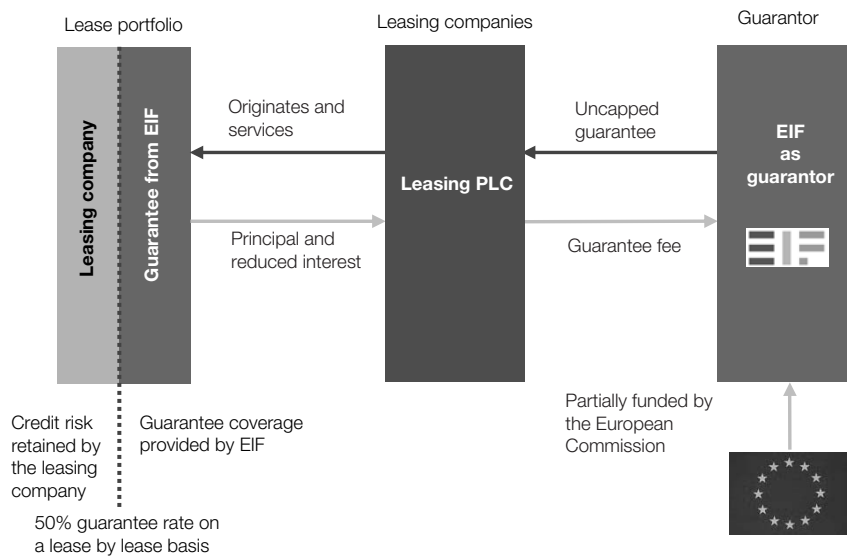 Lease portfolio
Leasing companies
Guarantor
Leasing company
Guarantee from EIF
Originates and
services
Principal and
reduced interest
Leasing PLC
Uncapped
guarantee
Guarantee fee
EIF
as
guarantor
EIF
Credit risk
retained by
the leasing
company
Guarantee coverage
provided by EIF
Partially funded by
the European
Commission
50% guarantee rate on
a lease by lease basis